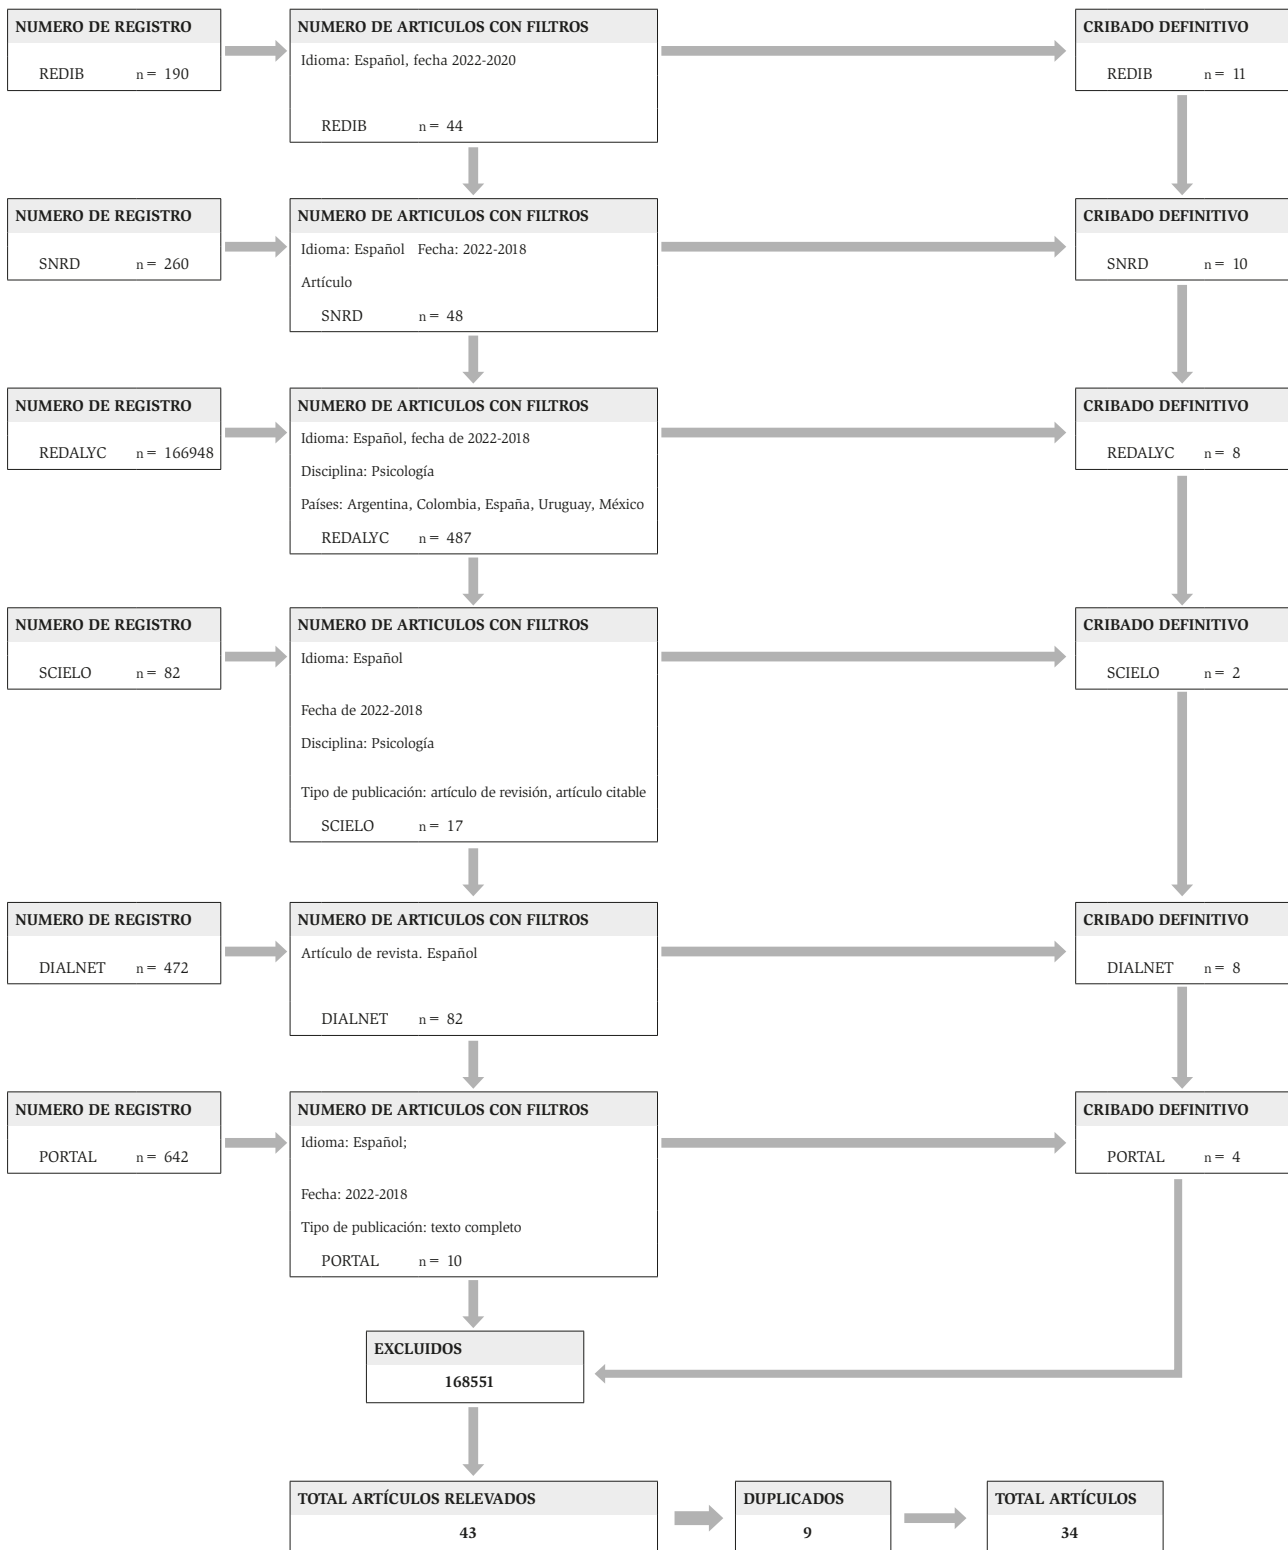 NUMERO DE REGISTRO
REDIB n = 190
NUMERO DE ARTICULOS CON FILTROS
Idioma: Español, fecha 2022-2020
REDIB n = 44
CRIBADO DEFINITIVO
REDIB n = 11
NUMERO DE REGISTRO
SNRD n = 260
NUMERO DE ARTICULOS CON FILTROS
Idioma: Español Fecha: 2022-2018
Artículo
SNRD n = 48
CRIBADO DEFINITIVO
SNRD n = 10
NUMERO DE REGISTRO
REDALYC n = 166948
NUMERO DE ARTICULOS CON FILTROS
Idioma: Español, fecha de 2022-2018
Disciplina: Psicología
Países: Argentina, Colombia, España, Uruguay, México
REDALYC n = 487
CRIBADO DEFINITIVO
REDALYC n = 8
NUMERO DE REGISTRO
SCIELO n = 82
NUMERO DE ARTICULOS CON FILTROS
Idioma: Español
Fecha de 2022-2018
Disciplina: Psicología
Tipo de publicación: artículo de revisión, artículo citable
SCIELO n = 17
CRIBADO DEFINITIVO
SCIELO n = 2
NUMERO DE REGISTRO
DIALNET n = 472
NUMERO DE ARTICULOS CON FILTROS
Artículo de revista. Español
DIALNET n = 82
CRIBADO DEFINITIVO
DIALNET n = 8
NUMERO DE REGISTRO
PORTAL n = 642
NUMERO DE ARTICULOS CON FILTROS
Idioma: Español;
Fecha: 2022-2018
Tipo de publicación: texto completo
PORTAL n = 10
CRIBADO DEFINITIVO
PORTAL n = 4
EXCLUIDOS
168551
TOTAL ARTÍCULOS RELEVADOS
43
DUPLICADOS
9
TOTAL ARTÍCULOS
34